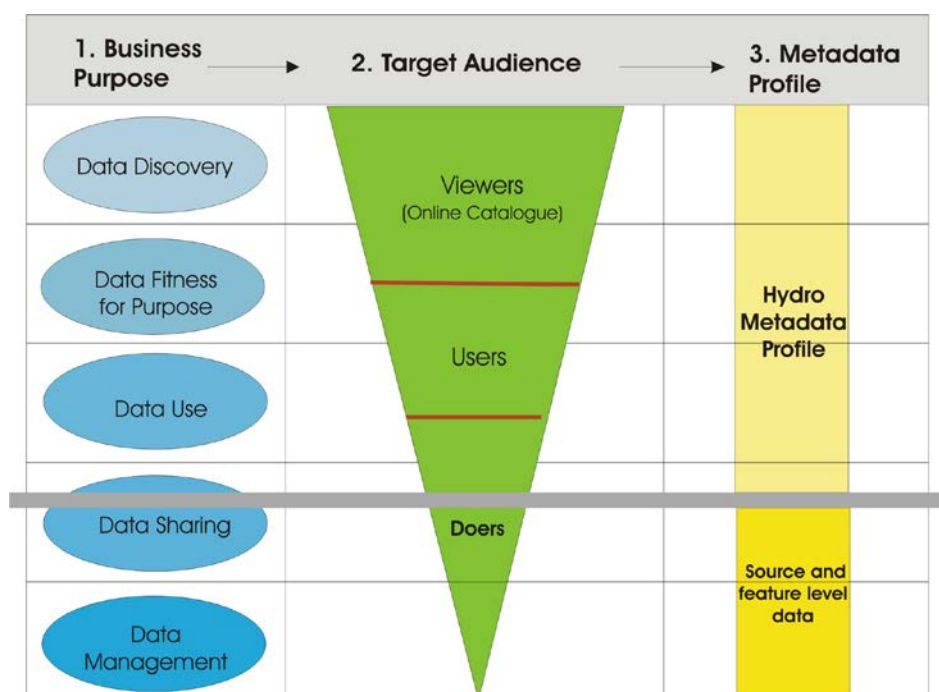 1. Business
Purpose
2. Target Audience
3. Metadata
Profile
Data Discovery
Viewers
(Online Catalogue)
Data Fitness
for Purpose
Hydro
Metadata
Profile
Users
Data Use
Data Sharing
Doers
Source and
feature level
data
Data
Management